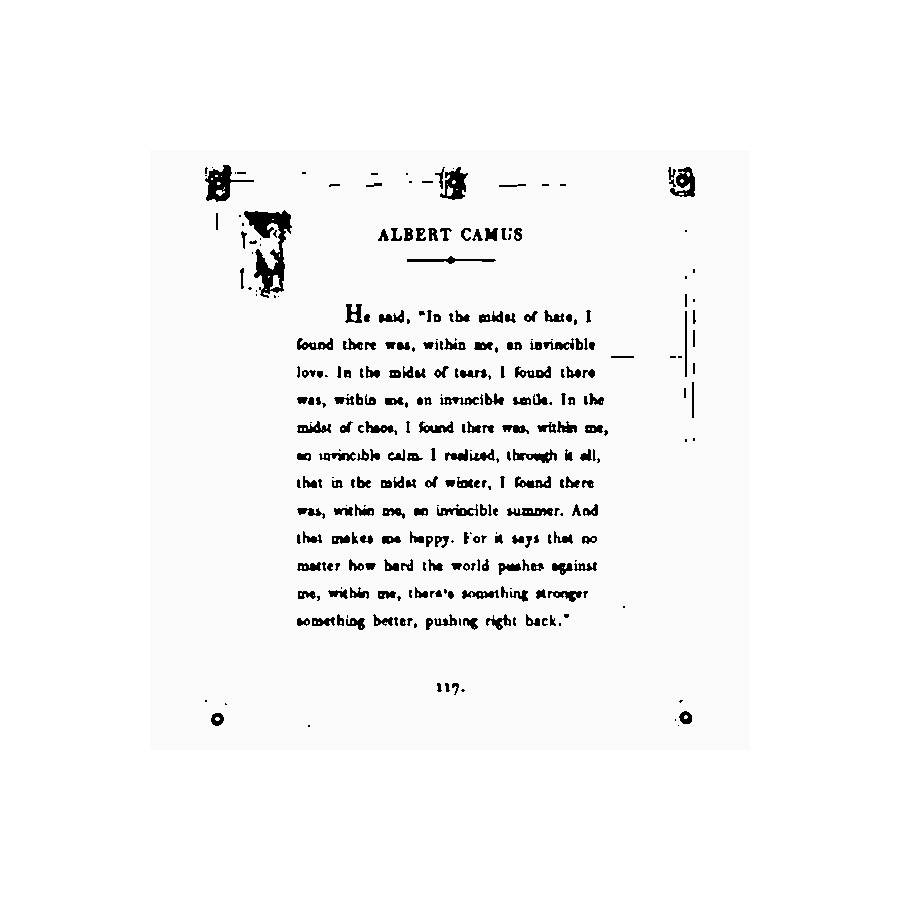 ALBERT CAMUS
He said, "In the midst of hate, I
found there was, within me, an invincible
love. In the midst of tears, I found there
was, within me, an invincible smile. In the
midst of chaos, I found there was, within me,
an invincible calm. I realized, through it all,
that in the midst of winter, I found there
was, within me, an invincible summer. And
that makes me happy. For it says that no
matter how hard the world pushes against
me, within me, there's something stronger
something better, pushing right back."
117.